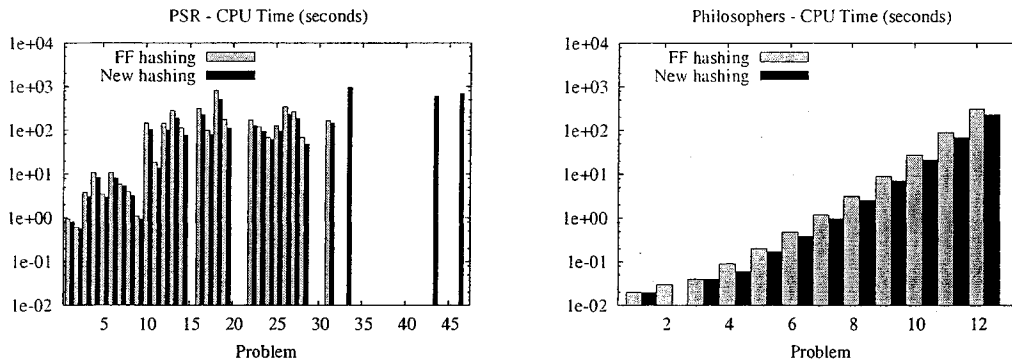 PSR - CPU Time (seconds)
1e+04
1e+03
1e+02
1e+01
1e+00
1e-01
1e-02
FF hashing
New hashing
5 10 15 20 25 30 35 40 45
Problem
Philosophers - CPU Time (seconds)
1e+04
1e+03
1e+02
1e+01
1e+00
1e-01
1e-02
FF hashing
New hashing
2 4 6 8 10 12
Problem